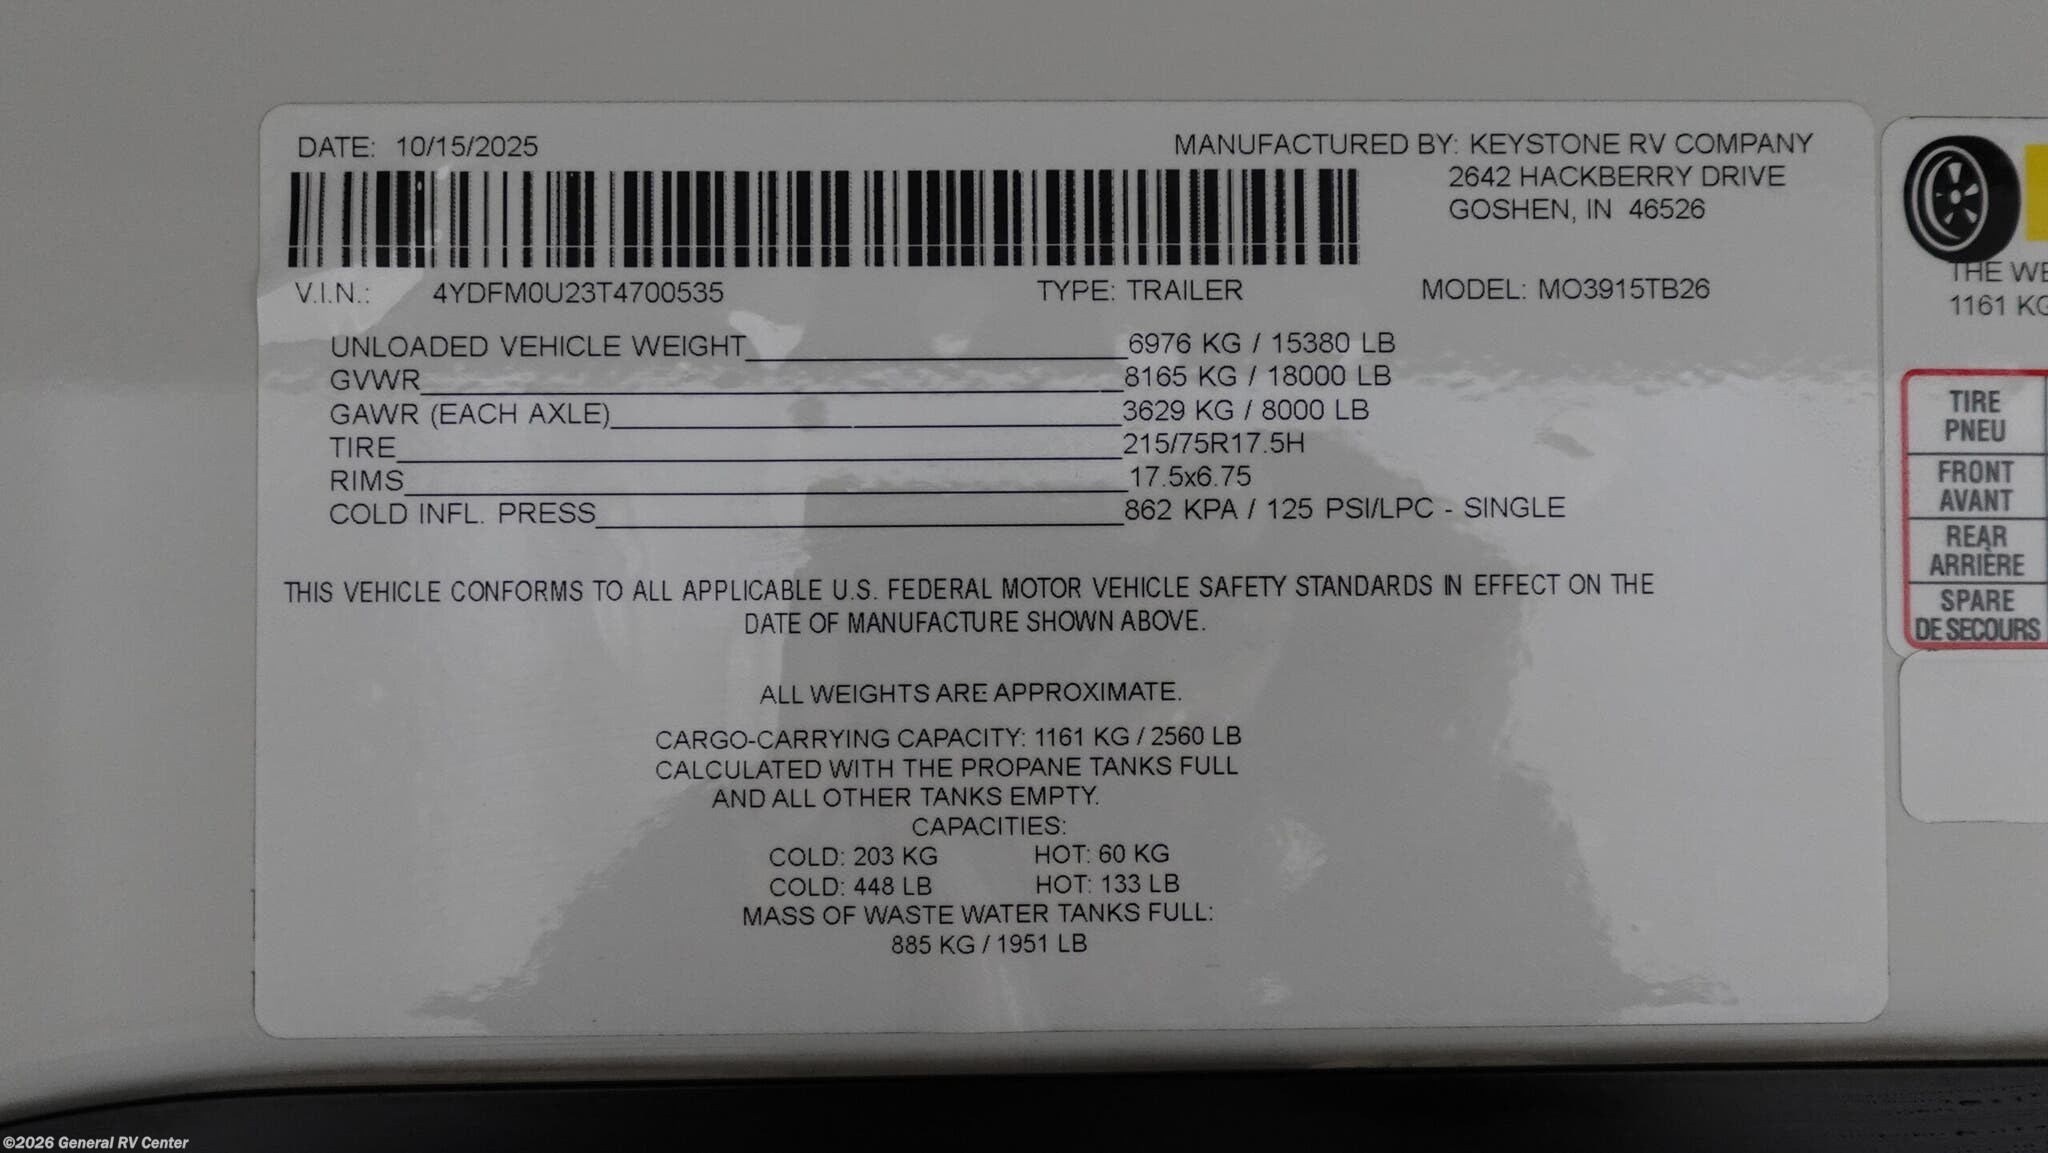 DATE: 10/15/2025
MANUFACTURED BY: KEYSTONE RV COMPANY
2642 HACKBERRY DRIVE
GOSHEN, IN 46526
V.I.N.: 4YDFM0U23T4700535 TYPE: TRAILER MODEL: MO3915TB26
UNLOADED VEHICLE WEIGHT 6976 KG / 15380 LB
GVWR 8165 KG / 18000 LB
GAWR (EACH AXLE) 3629 KG / 8000 LB
TIRE 215/75R17.5H
RIMS 17.5x6.75
COLD INFL. PRESS 862 KPA / 125 PSI/LPC - SINGLE
THIS VEHICLE CONFORMS TO ALL APPLICABLE U.S. FEDERAL MOTOR VEHICLE SAFETY STANDARDS IN EFFECT ON THE
DATE OF MANUFACTURE SHOWN ABOVE.
ALL WEIGHTS ARE APPROXIMATE.
CARGO-CARRYING CAPACITY: 1161 KG / 2560 LB
CALCULATED WITH THE PROPANE TANKS FULL
AND ALL OTHER TANKS EMPTY.
CAPACITIES:
COLD: 203 KG HOT: 60 KG
COLD: 448 LB HOT: 133 LB
MASS OF WASTE WATER TANKS FULL:
885 KG / 1951 LB
THE
1161 KG
TIRE
PNEU
FRONT
AVANT
REAR
ARRIÈRE
SPARE
DE SECOURS
©2026 General RV Center